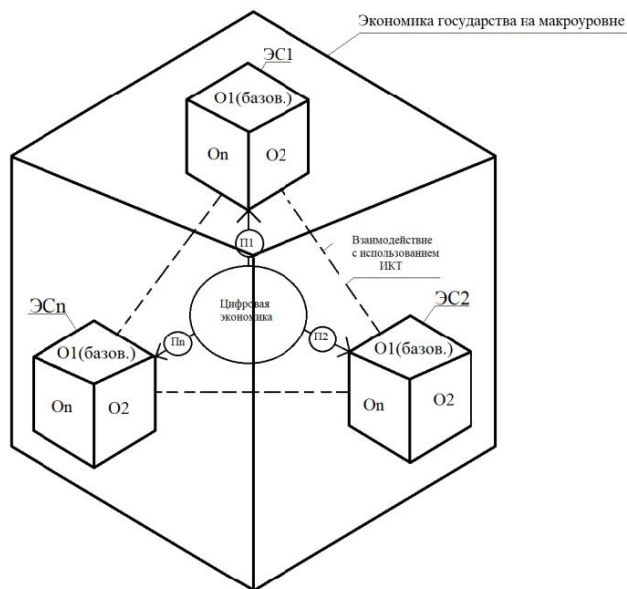 Экономика государства на макроуровне
ЭС1
О1(базов.)
Оn
О2
П1
Взаимодействие
с использованием
ИКТ
Цифровая
экономика
ЭСn
О1(базов.)
Оn
О2
Пn
П2
ЭС2
О1(базов.)
Оn
О2